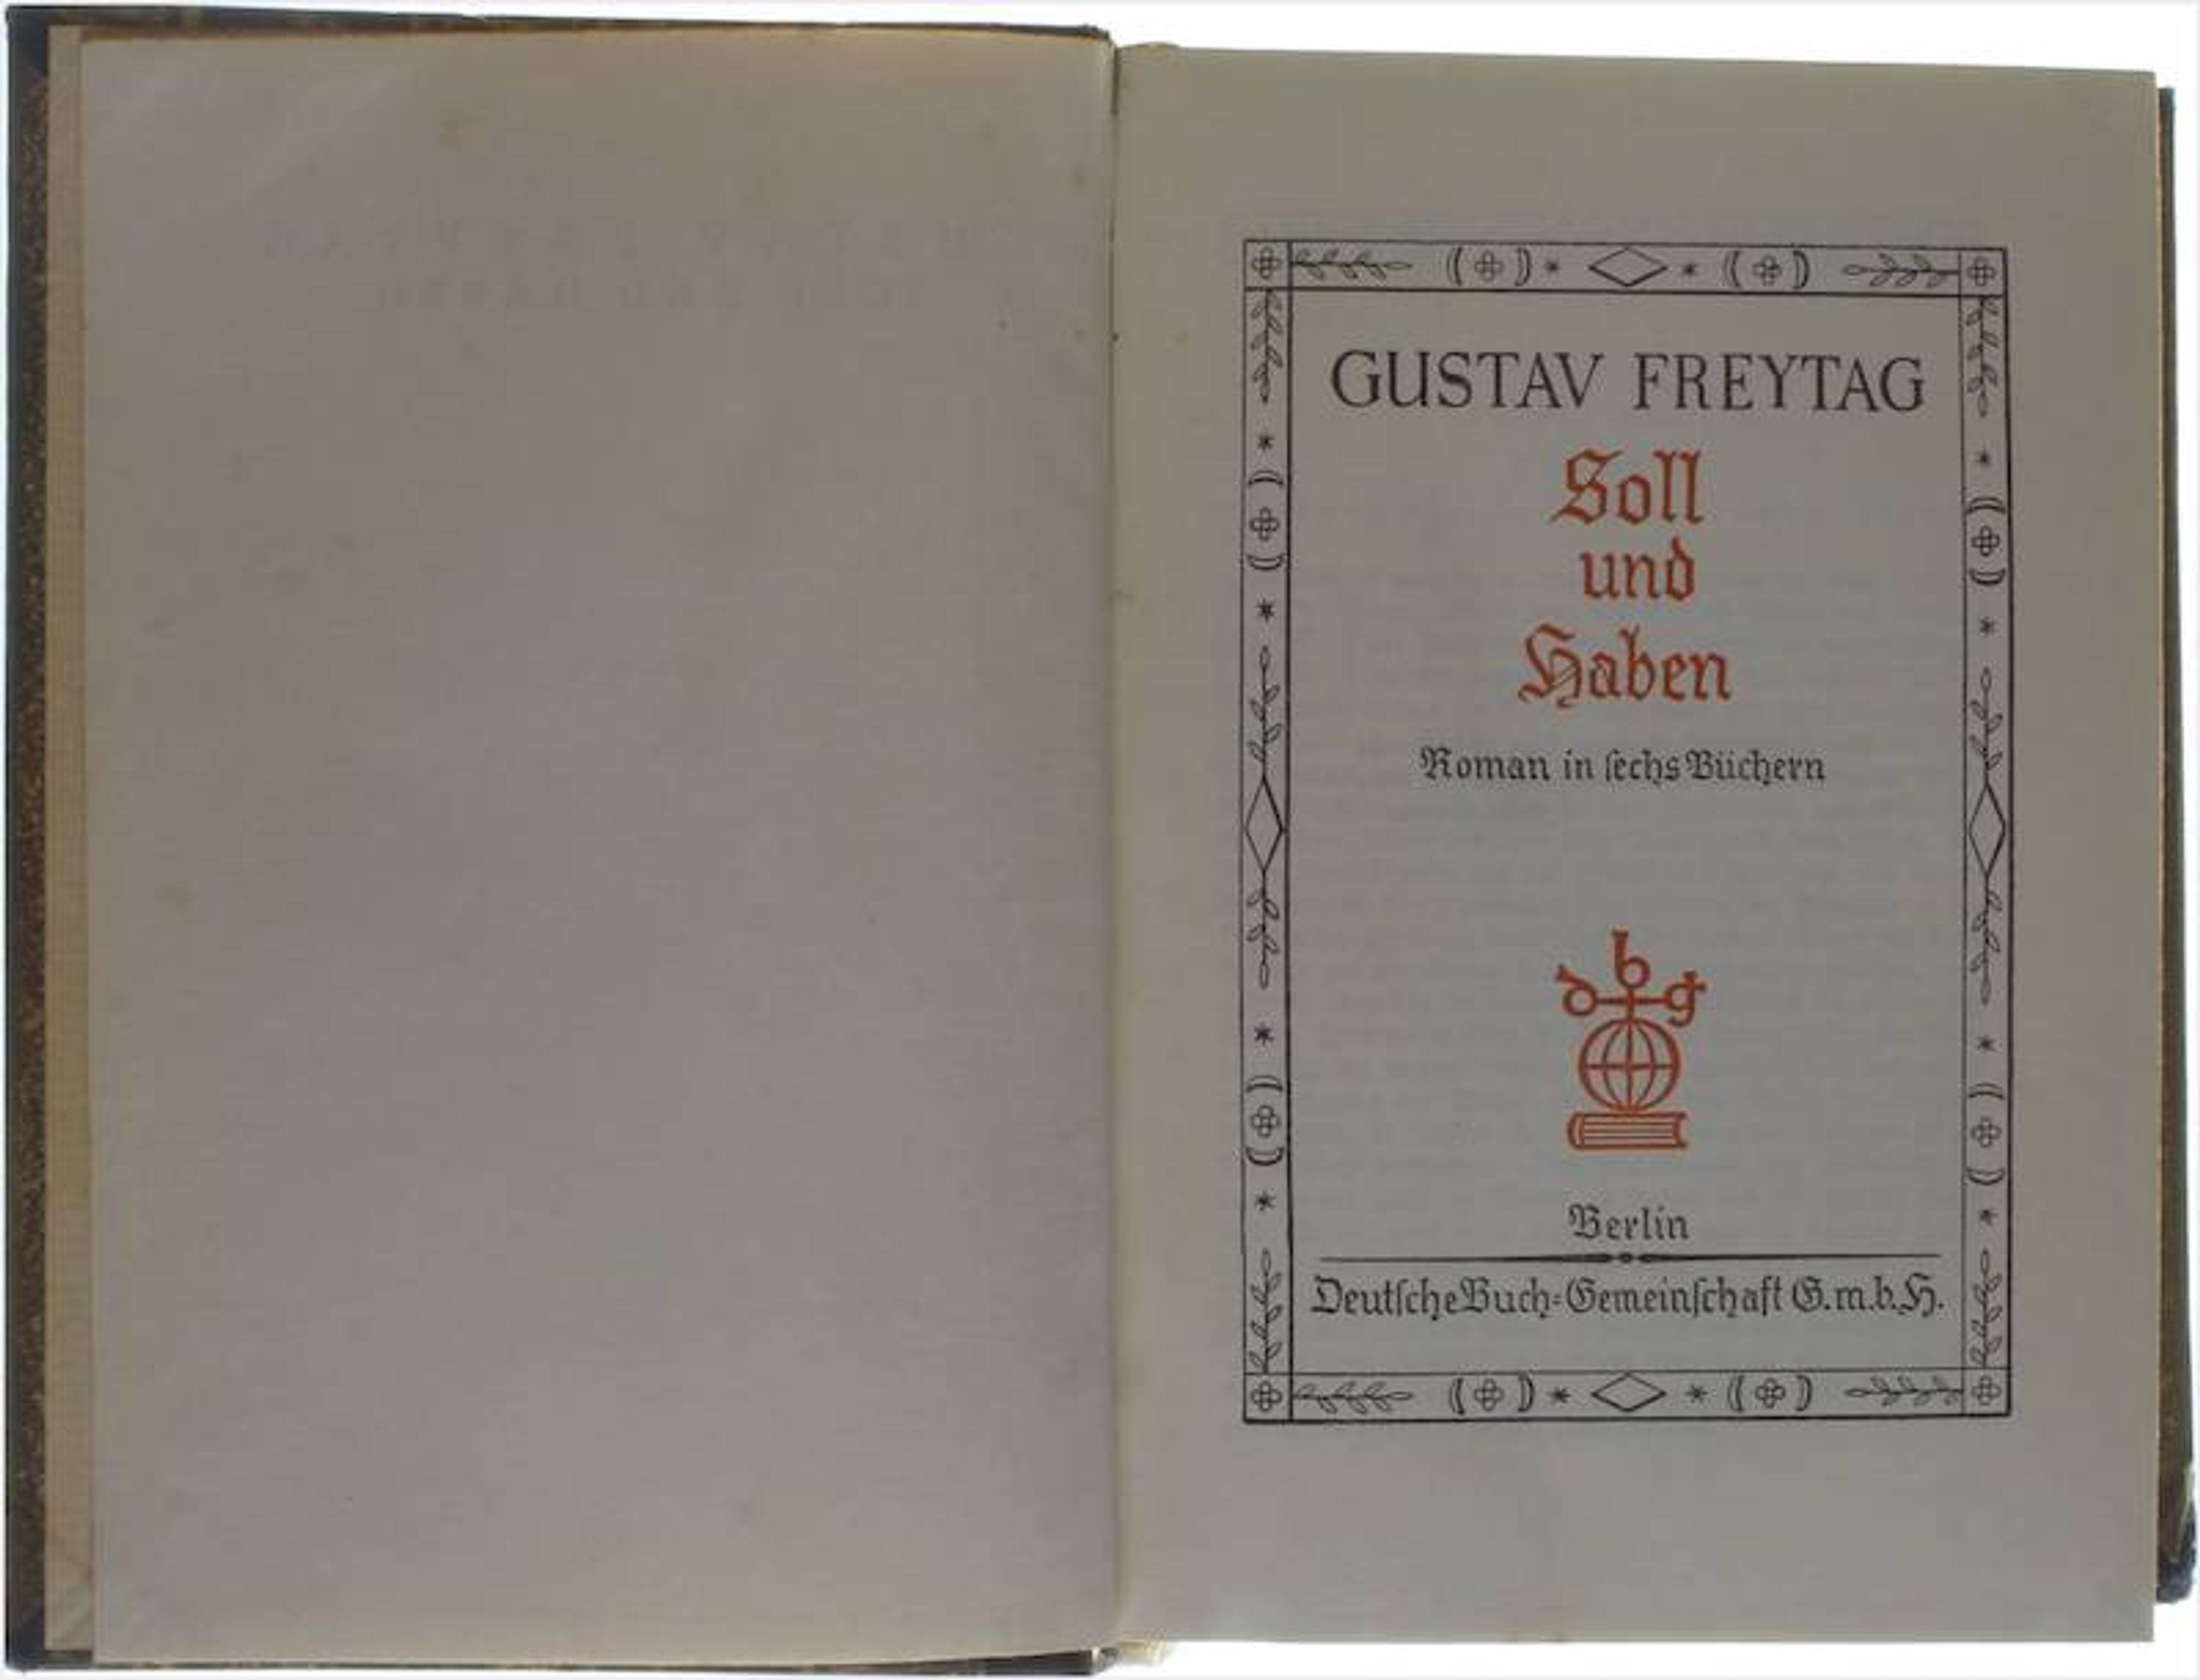 GUSTAV FREYTAG
Soll
und
Haben
Roman in ſechs Büchern
dbg
Berlin
Deutſche Buch⸗Gemeinſchaft G.m.b.H.